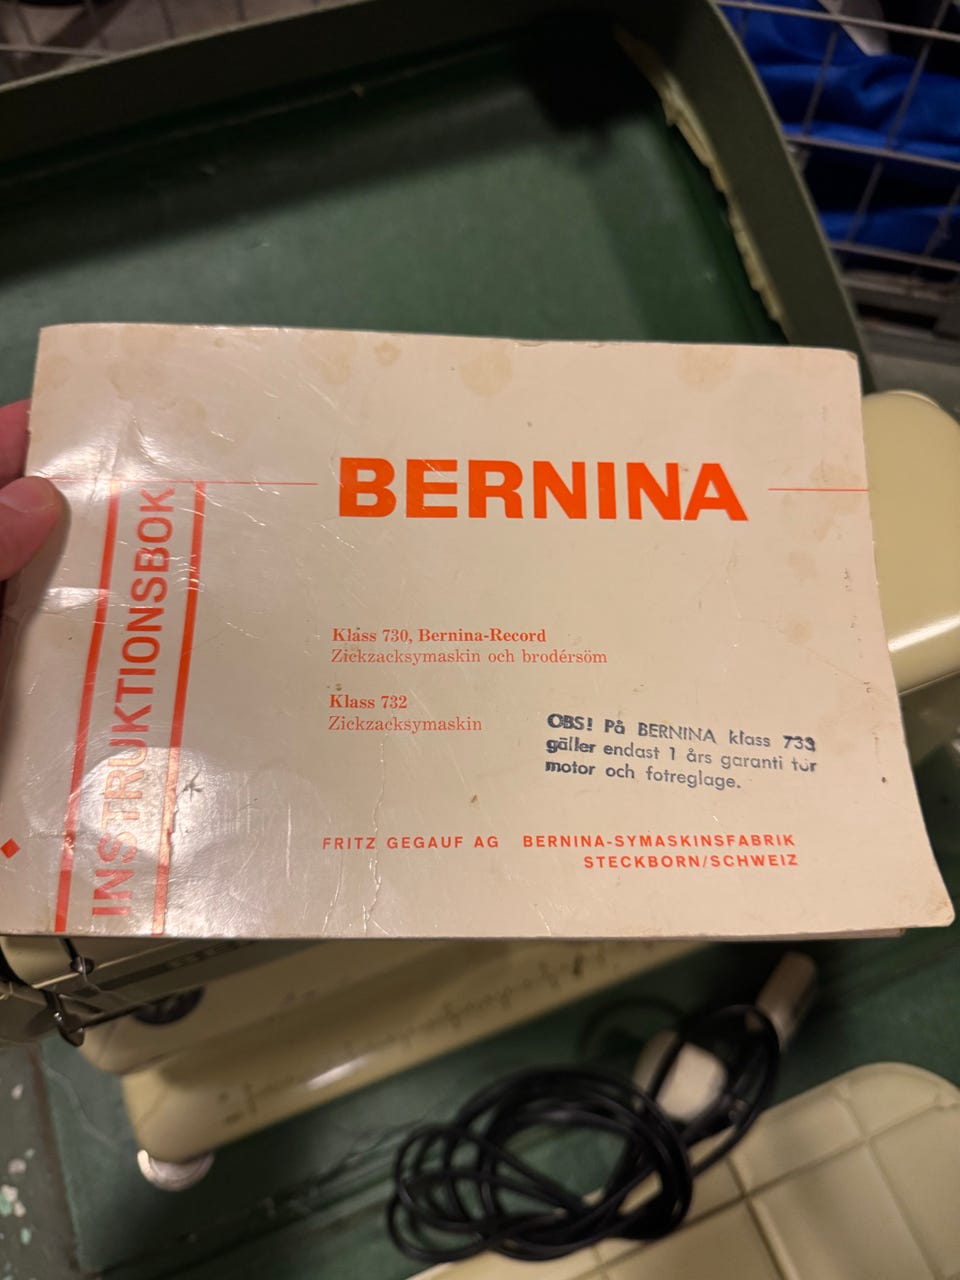 BERNINA
INSTRUKTIONSBOK
Klass 730, Bernina-Record
Zickzacksymaskin och brodérsöm
Klass 732
Zickzacksymaskin
OBS! På BERNINA klass 733
gäller endast 1 års garanti för
motor och fotreglage.
FRITZ GEGAUF AG BERNINA-SYMASKINSFABRIK
STECKBORN/SCHWEIZ